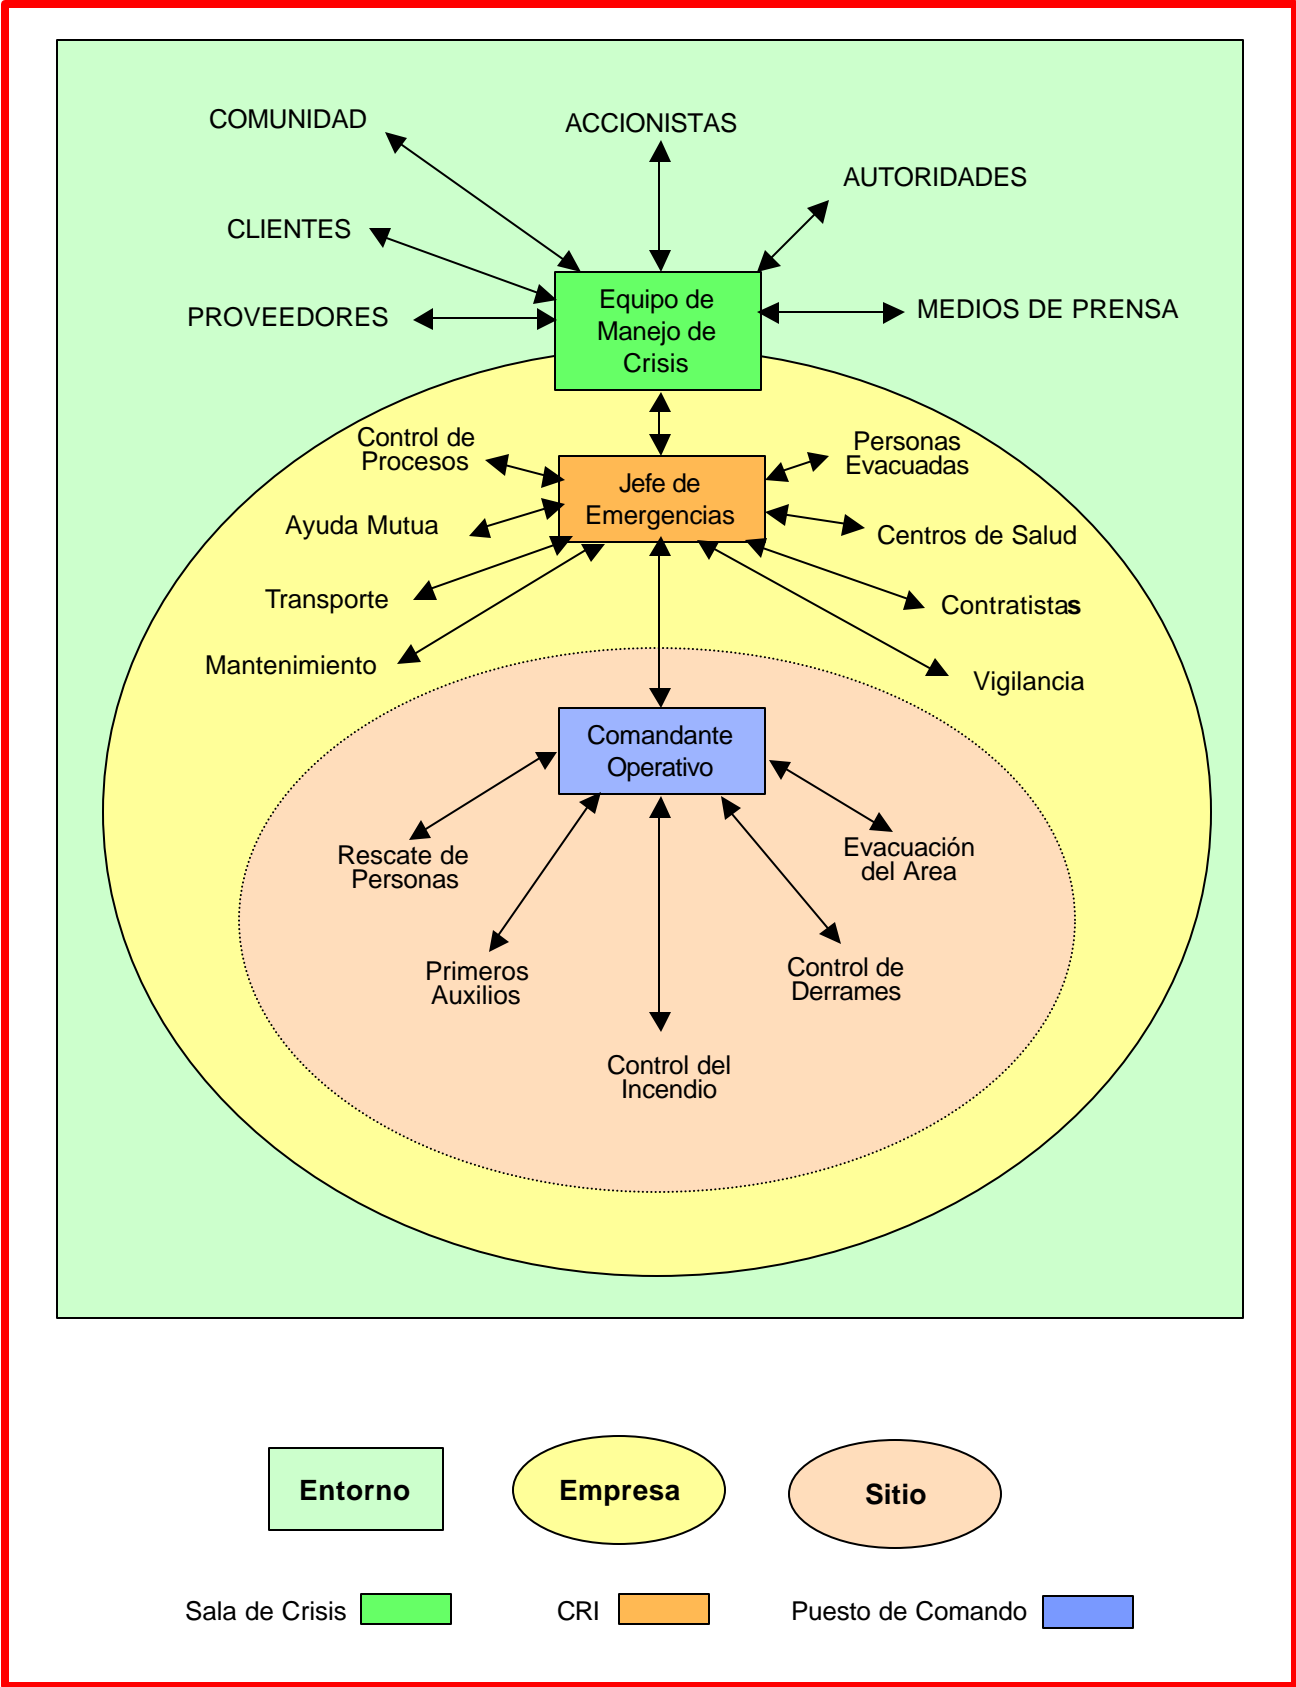 COMUNIDAD
ACCIONISTAS
AUTORIDADES
CLIENTES
PROVEEDORES
MEDIOS DE PRENSA
Equipo de
Manejo de
Crisis
Control de
Procesos
Personas
Evacuadas
Jefe de
Emergencias
Ayuda Mutua
Centros de Salud
Transporte
Contratistas
Mantenimiento
Vigilancia
Comandante
Operativo
Rescate de
Personas
Evacuación
del Area
Primeros
Auxilios
Control de
Derrames
Control del
Incendio
Entorno
Empresa
Sitio
Sala de Crisis
CRI
Puesto de Comando